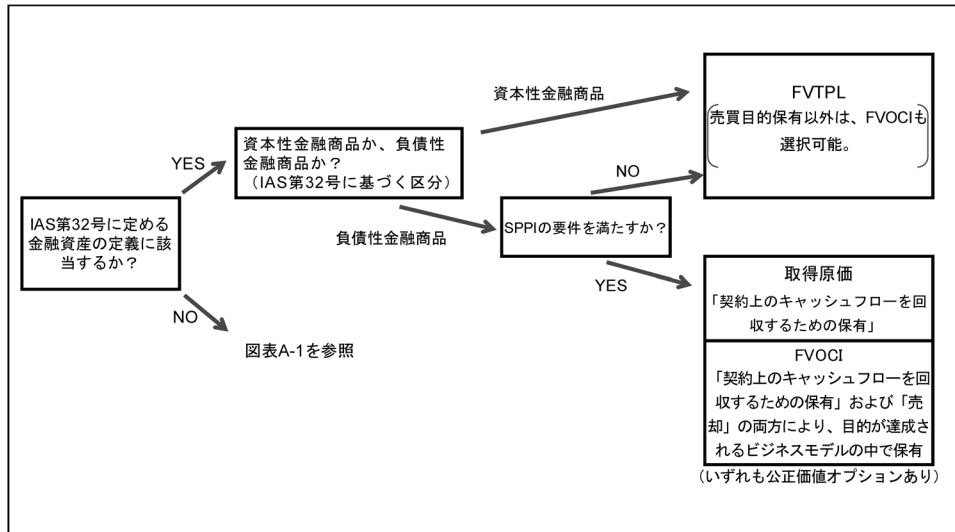 IAS第32号に定める
金融資産の定義に該
当するか？
YES
NO
図表A-1を参照
資本性金融商品か、負債性
金融商品か？
（IAS第32号に基づく区分）
資本性金融商品
負債性金融商品
SPPIの要件を満たすか？
NO
YES
FVTPL
売買目的保有以外は、FVOCIも
選択可能。
取得原価
「契約上のキャッシュフローを回
収するための保有」
FVOCI
「契約上のキャッシュフローを回
収するための保有」および「売
却」の両方により、目的が達成さ
れるビジネスモデルの中で保有
（いずれも公正価値オプションあり）